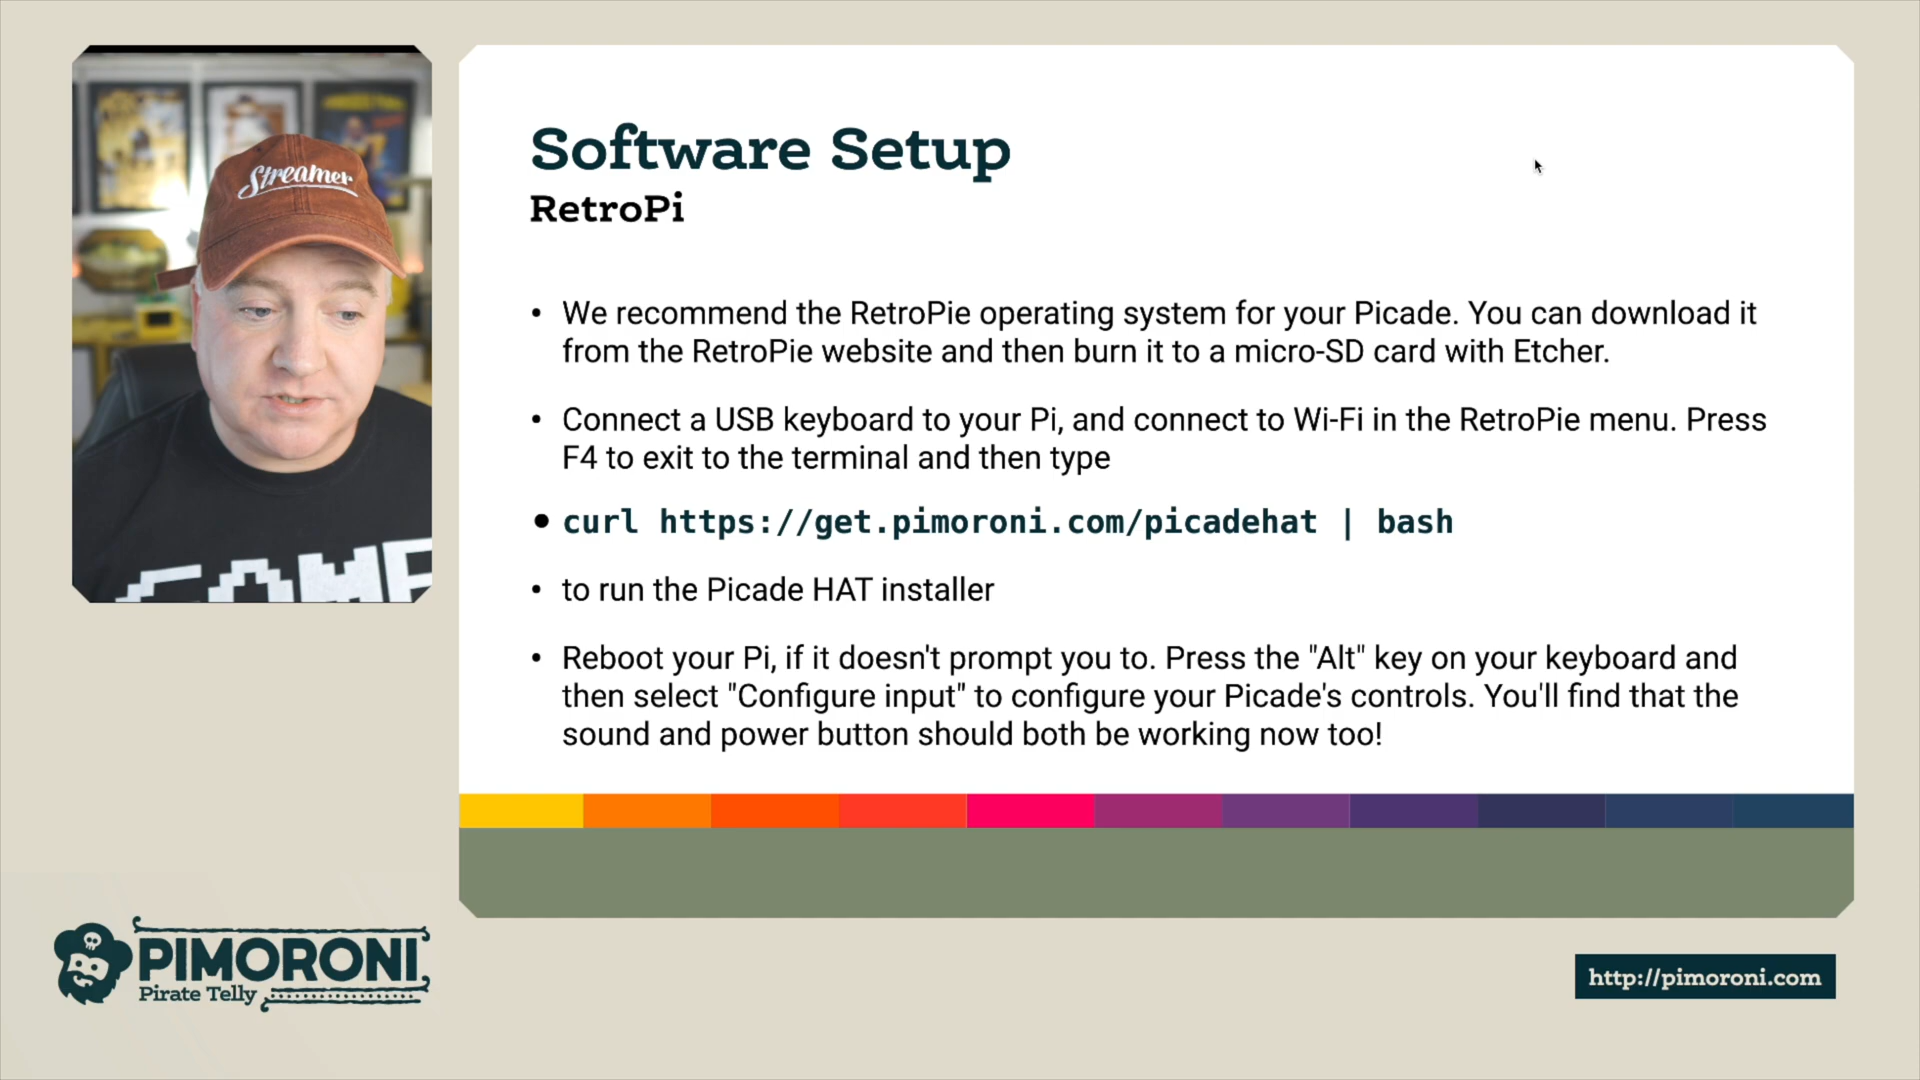 Streamer
Software Setup
RetroPi
• We recommend the RetroPie operating system for your Picade. You can download it
from the RetroPie website and then burn it to a micro-SD card with Etcher.
• Connect a USB keyboard to your Pi, and connect to Wi-Fi in the RetroPie menu. Press
F4 to exit to the terminal and then type
• curl https://get.pimoroni.com/picadehat | bash
• to run the Picade HAT installer
• Reboot your Pi, if it doesn't prompt you to. Press the "Alt" key on your keyboard and
then select "Configure input" to configure your Picade's controls. You'll find that the
sound and power button should both be working now too!
PIMORONI
Pirate Telly
http://pimoroni.com